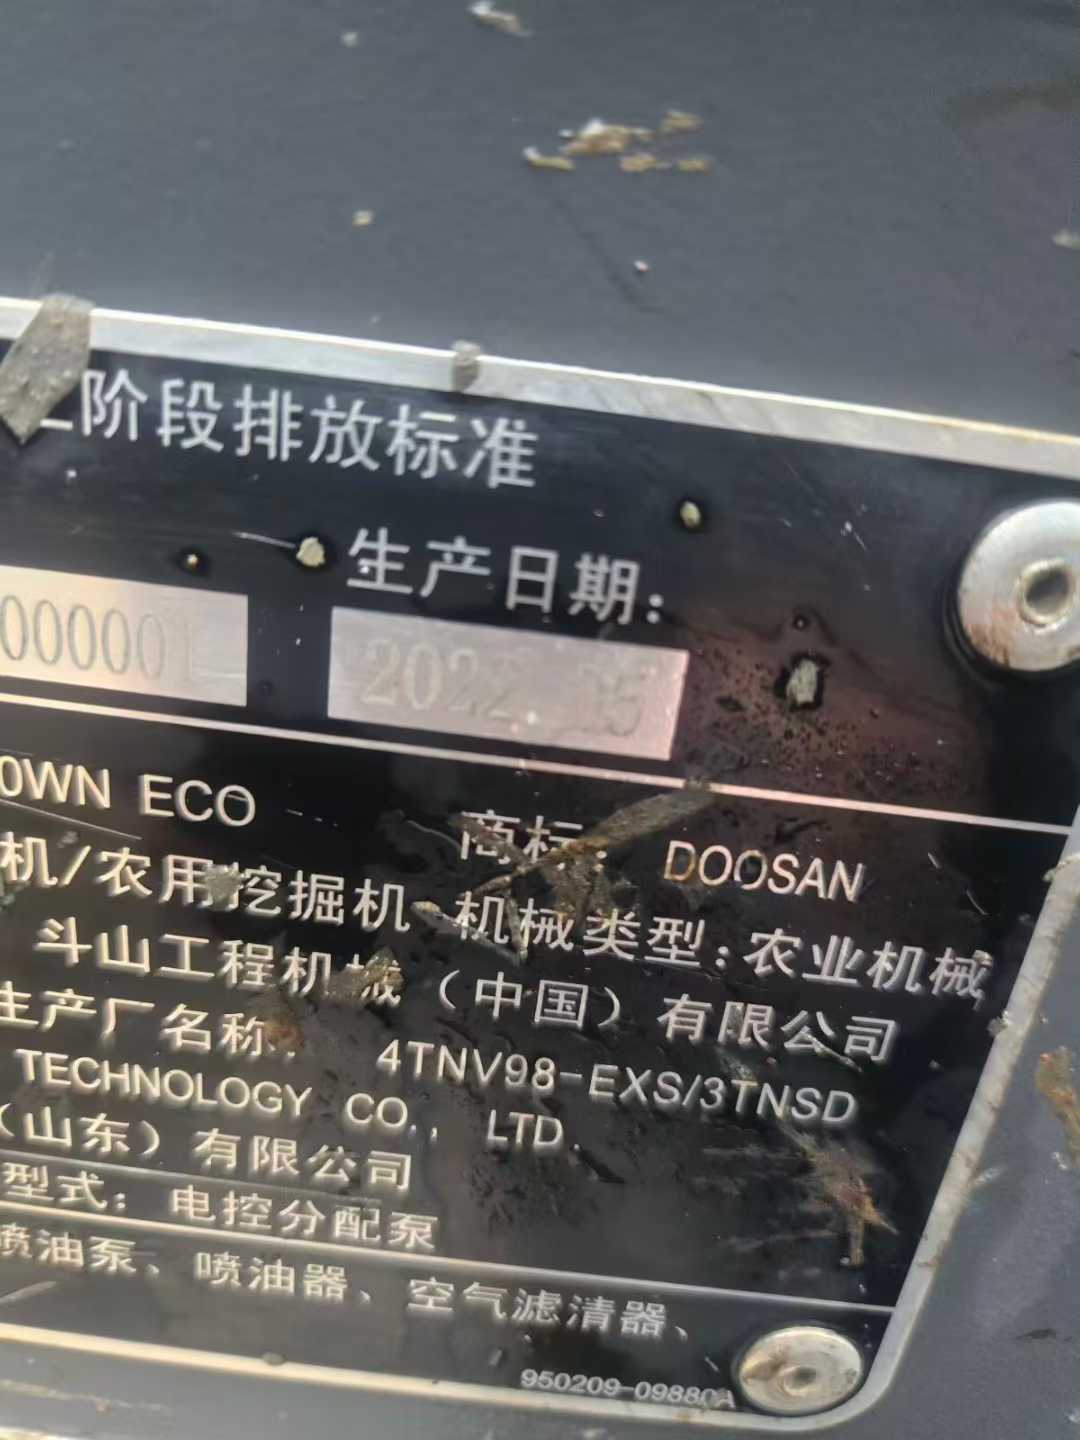 阶段排放标准
生产日期:
000001
2022.
0WN ECO
商标: DOOSAN
机/农用挖掘机 机械类型:农业机械
斗山工程机械(中国)有限公司
生产厂名称: 4TNV98-EXS/3TNSD
TECHNOLOGY CO., LTD.
(山东)有限公司
型式: 电控分配泵
喷油泵、喷油器、空气滤清器、
950209-09880A